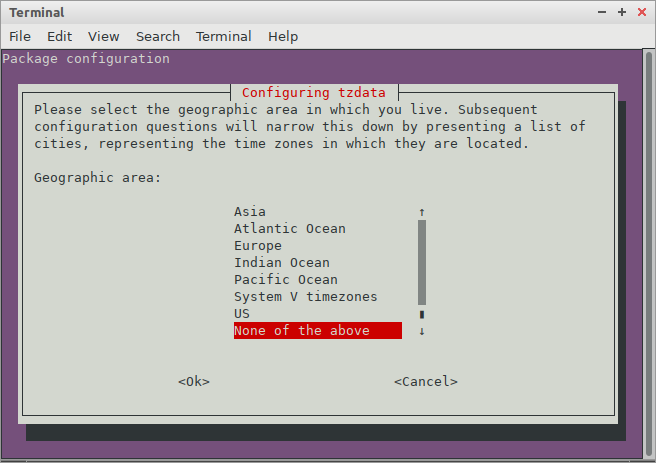 Terminal
File Edit View Search Terminal Help
Package configuration
Configuring tzdata
Please select the geographic area in which you live. Subsequent
configuration questions will narrow this down by presenting a list of
cities, representing the time zones in which they are located.
Geographic area:
Asia
Atlantic Ocean
Europe
Indian Ocean
Pacific Ocean
System V timezones
US
None of the above
<Ok> <Cancel>